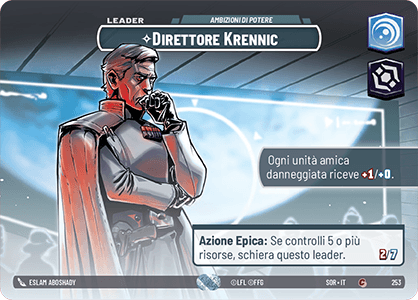 LEADER
AMBIZIONI DI POTERE
DIRETTORE KRENNIC
Ogni unità amica
danneggiata riceve +1/+0.
Azione Epica: Se controlli 5 o più
risorse, schiera questo leader.
2/7
ESLAM ABOSHADY
©LFL ©FFG
SOR • IT
253